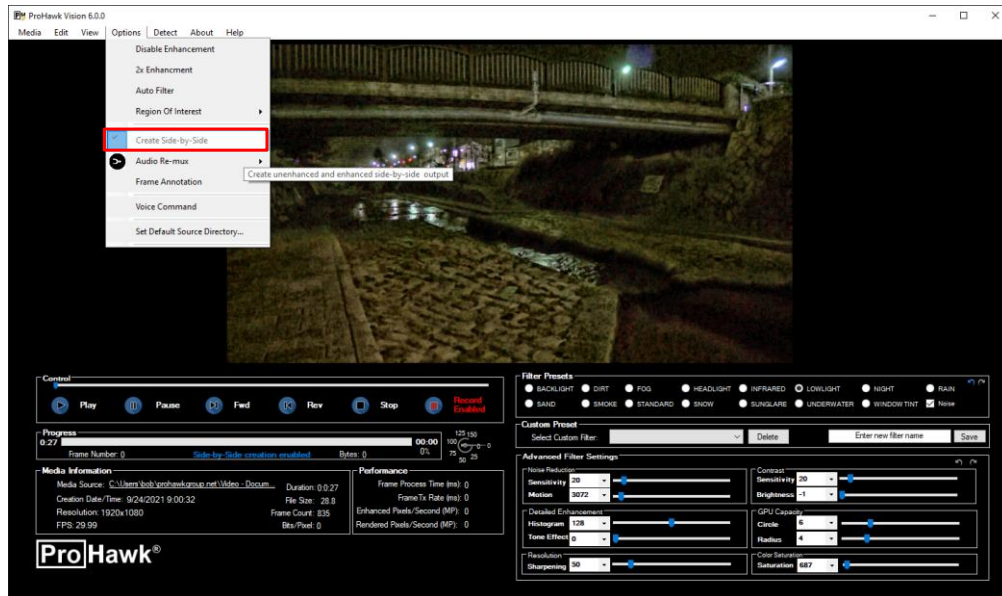 ProHawk Vision 6.0.0
Media Edit View Options Detect About Help
Disable Enhancement
2x Enhancment
Auto Filter
Region Of Interest
Create Side-by-Side
Audio Re-mux
Create unenhanced and enhanced side-by-side output
Frame Annotation
Voice Command
Set Default Source Directory...
Control
Play Pause Fwd Rev Stop Record Enabled
Progress
0:27 00:00
Frame Number: 0 Side-by-Side creation enabled Bytes: 0 0%
125 150
100 0
75 50 25
Media Information
Media Source: C:\Users\bob\prohawkgroup.net\Video - Docum... Duration: 0:0:27
Creation Date/Time: 9/24/2021 9:00:32 File Size: 28.8
Resolution: 1920x1080 Frame Count: 835
FPS: 29.99 Bits/Pixel: 0
Performance
Frame Process Time (ms): 0
Frame Tx Rate (ms): 0
Enhanced Pixels/Second (MP): 0
Rendered Pixels/Second (MP): 0
ProHawk®
Filter Presets
BACKLIGHT DIRT FOG HEADLIGHT INFRARED LOWLIGHT NIGHT RAIN
SAND SMOKE STANDARD SNOW SUNGLARE UNDERWATER WINDOW TINT Noise
Custom Preset
Select Custom Filter: Delete Enter new filter name Save
Advanced Filter Settings
Noise Reduction
Sensitivity 20
Motion 3072
Contrast
Sensitivity 20
Brightness -1
Detailed Enhancement
Histogram 128
Tone Effect 0
GPU Capacity
Circle 6
Radius 4
Resolution
Sharpening 50
Color Saturation
Saturation 687